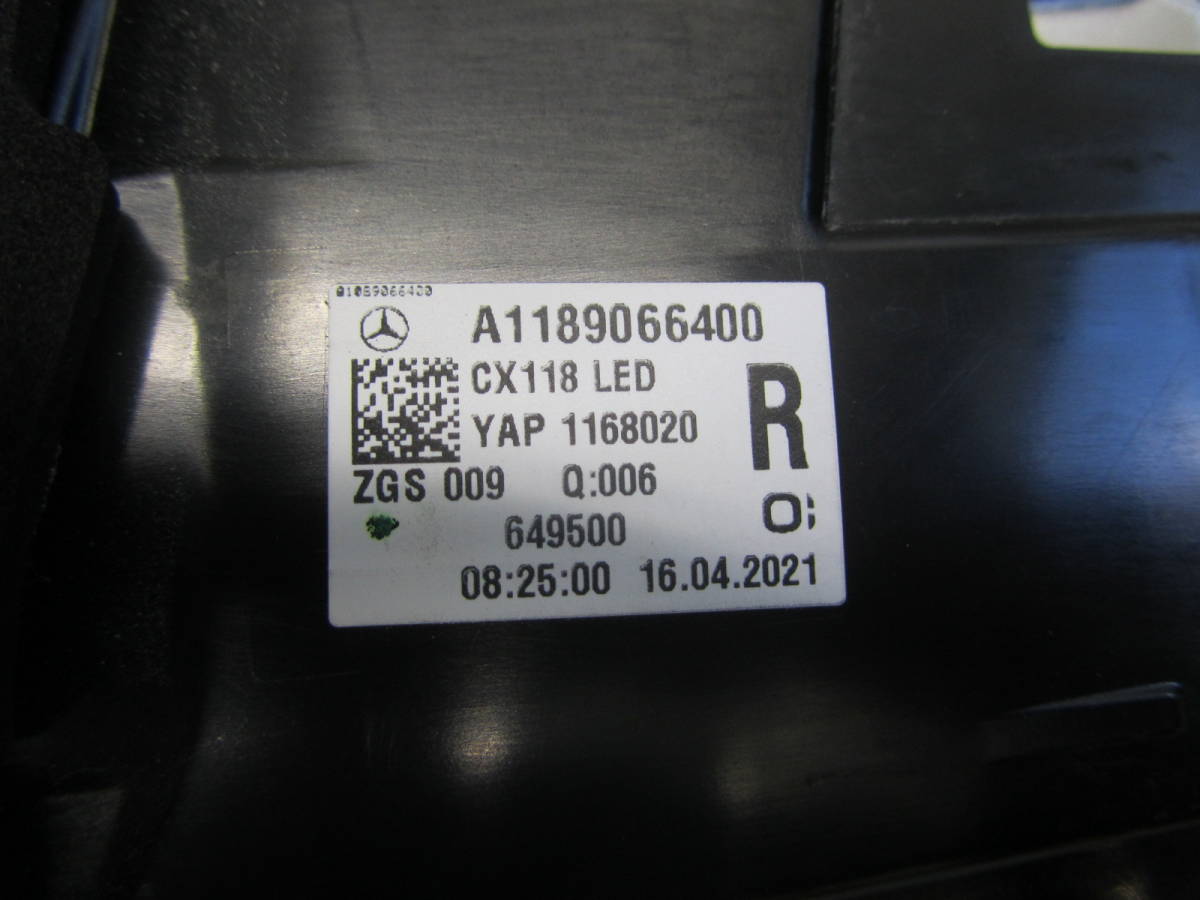 A1189066400
CX118 LED
YAP 1168020
R
ZGS 009 Q:006
649500
08:25:00 16.04.2021